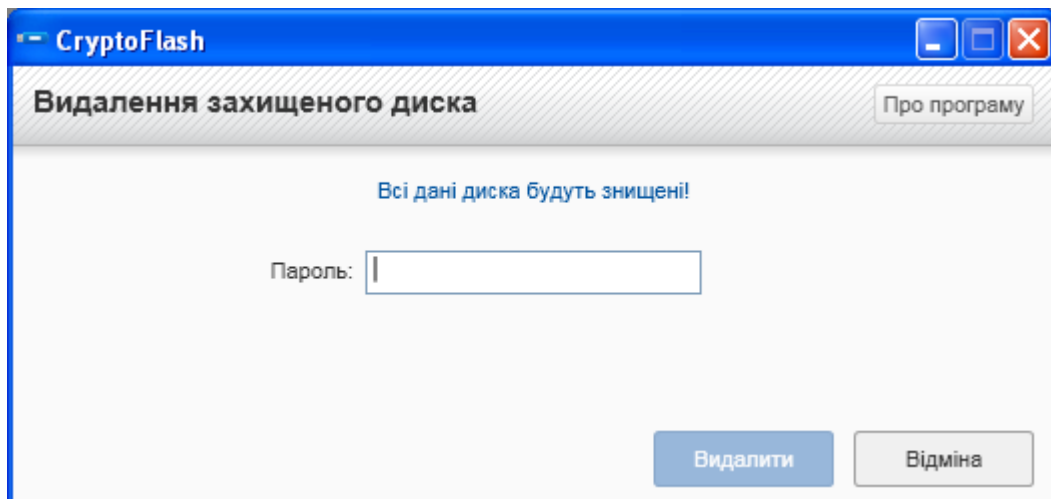 CryptoFlash
Видалення захищеного диска
Про програму
Всі дані диска будуть знищені!
Пароль:
Видалити
Відміна